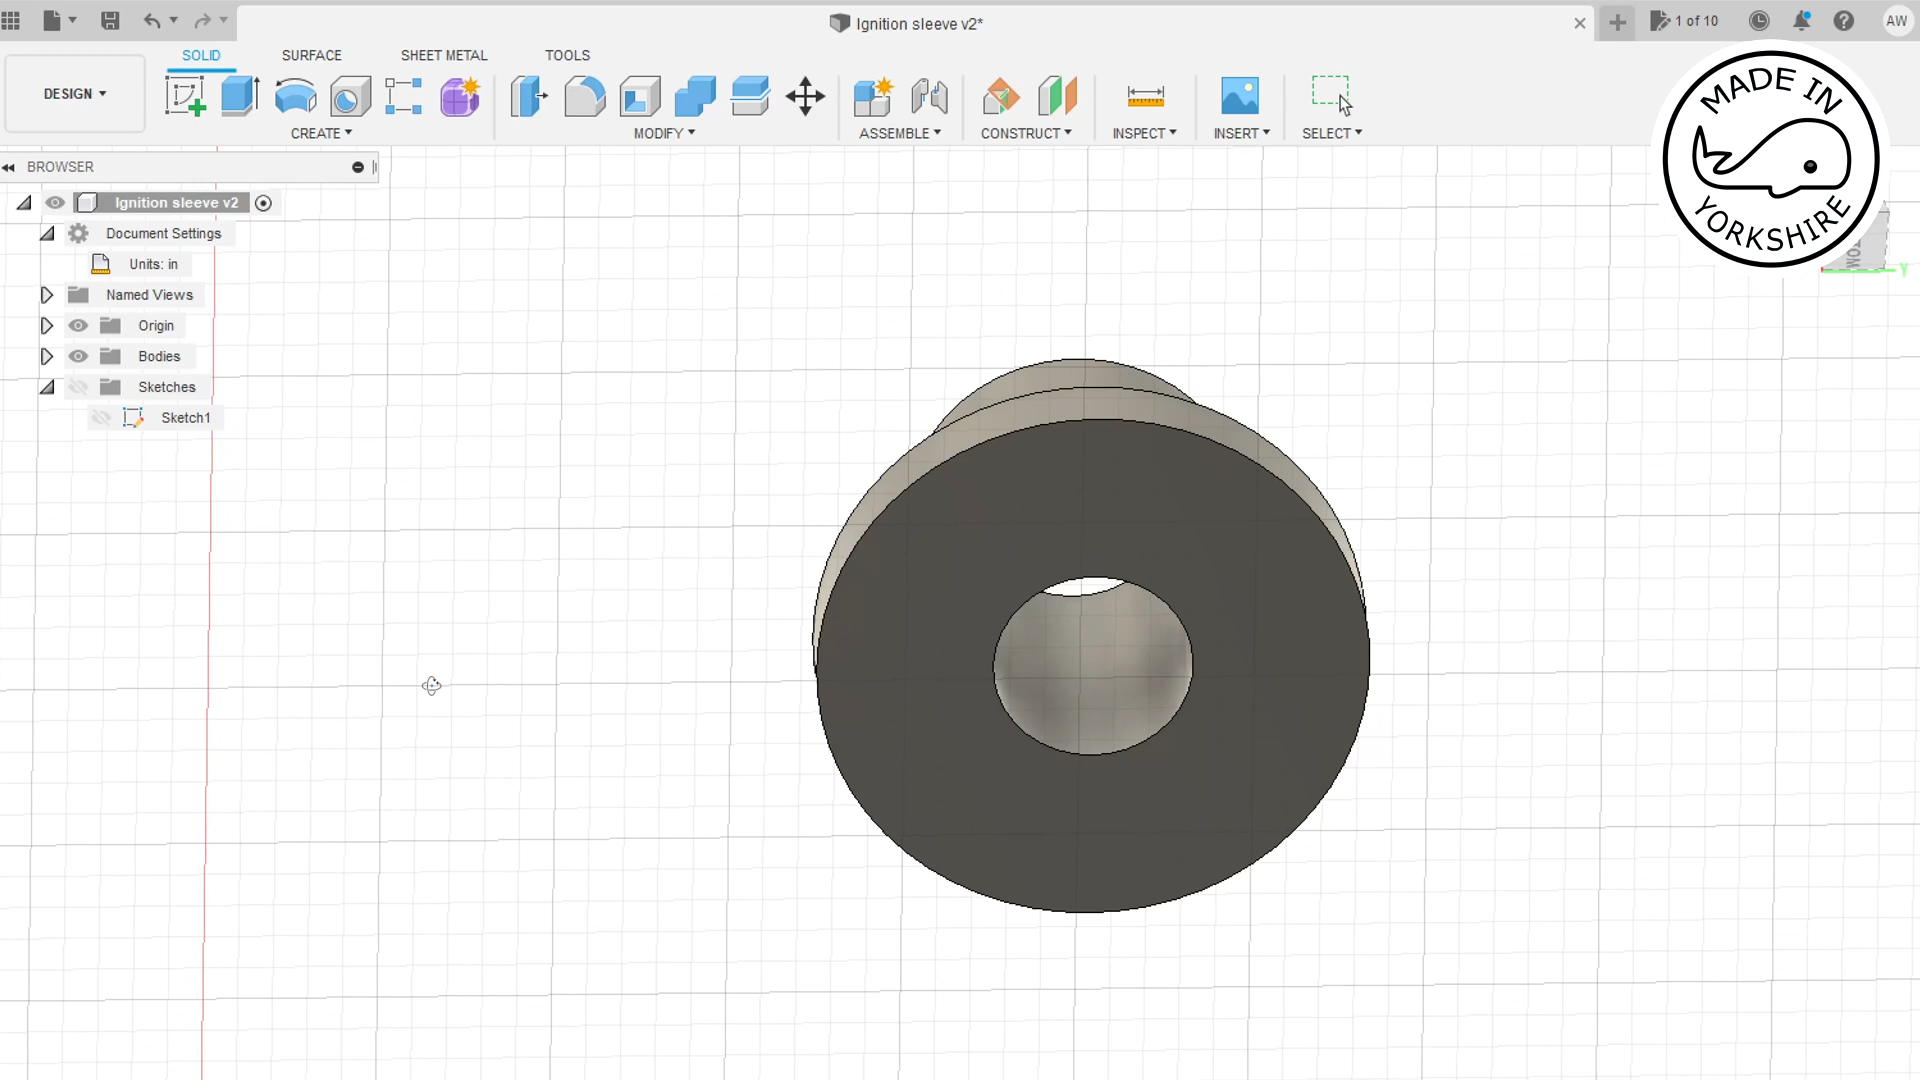 Ignition sleeve v2*
1 of 10
AW
SOLID
SURFACE
SHEET METAL
TOOLS
DESIGN
CREATE
MODIFY
ASSEMBLE
CONSTRUCT
INSPECT
INSERT
SELECT
MADE IN
YORKSHIRE
BROWSER
Ignition sleeve v2
Document Settings
Units: in
Named Views
Origin
Bodies
Sketches
Sketch1
Y